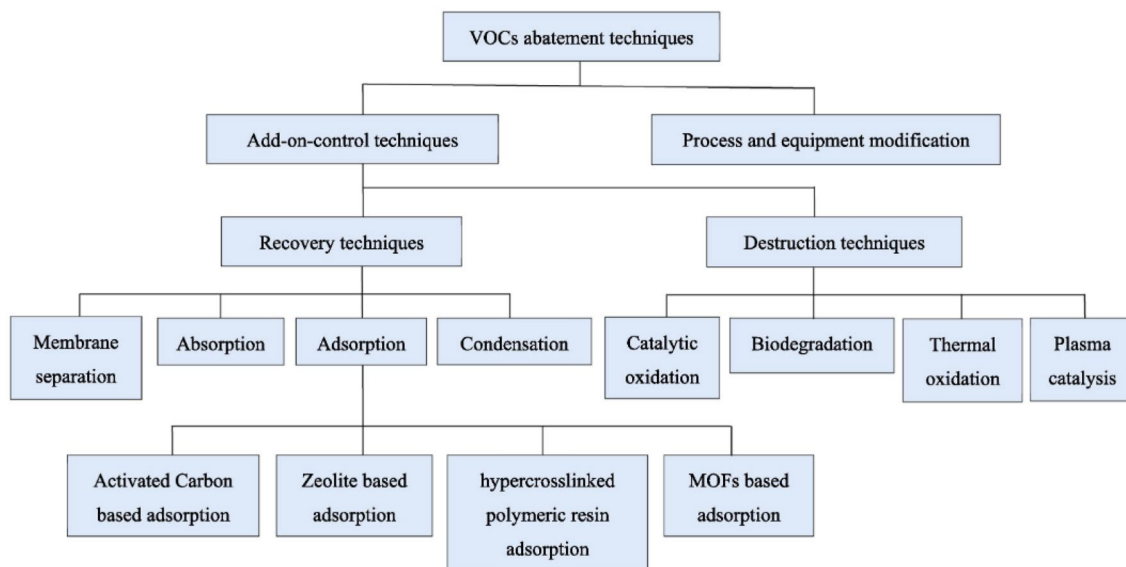 VOCs abatement techniques
Add-on-control techniques
Process and equipment modification
Recovery techniques
Destruction techniques
Membrane
separation
Absorption
Adsorption
Condensation
Catalytic
oxidation
Biodegradation
Thermal
oxidation
Plasma
catalysis
Activated Carbon
based adsorption
Zeolite based
adsorption
hypercrosslinked
polymeric resin
adsorption
MOFs based
adsorption